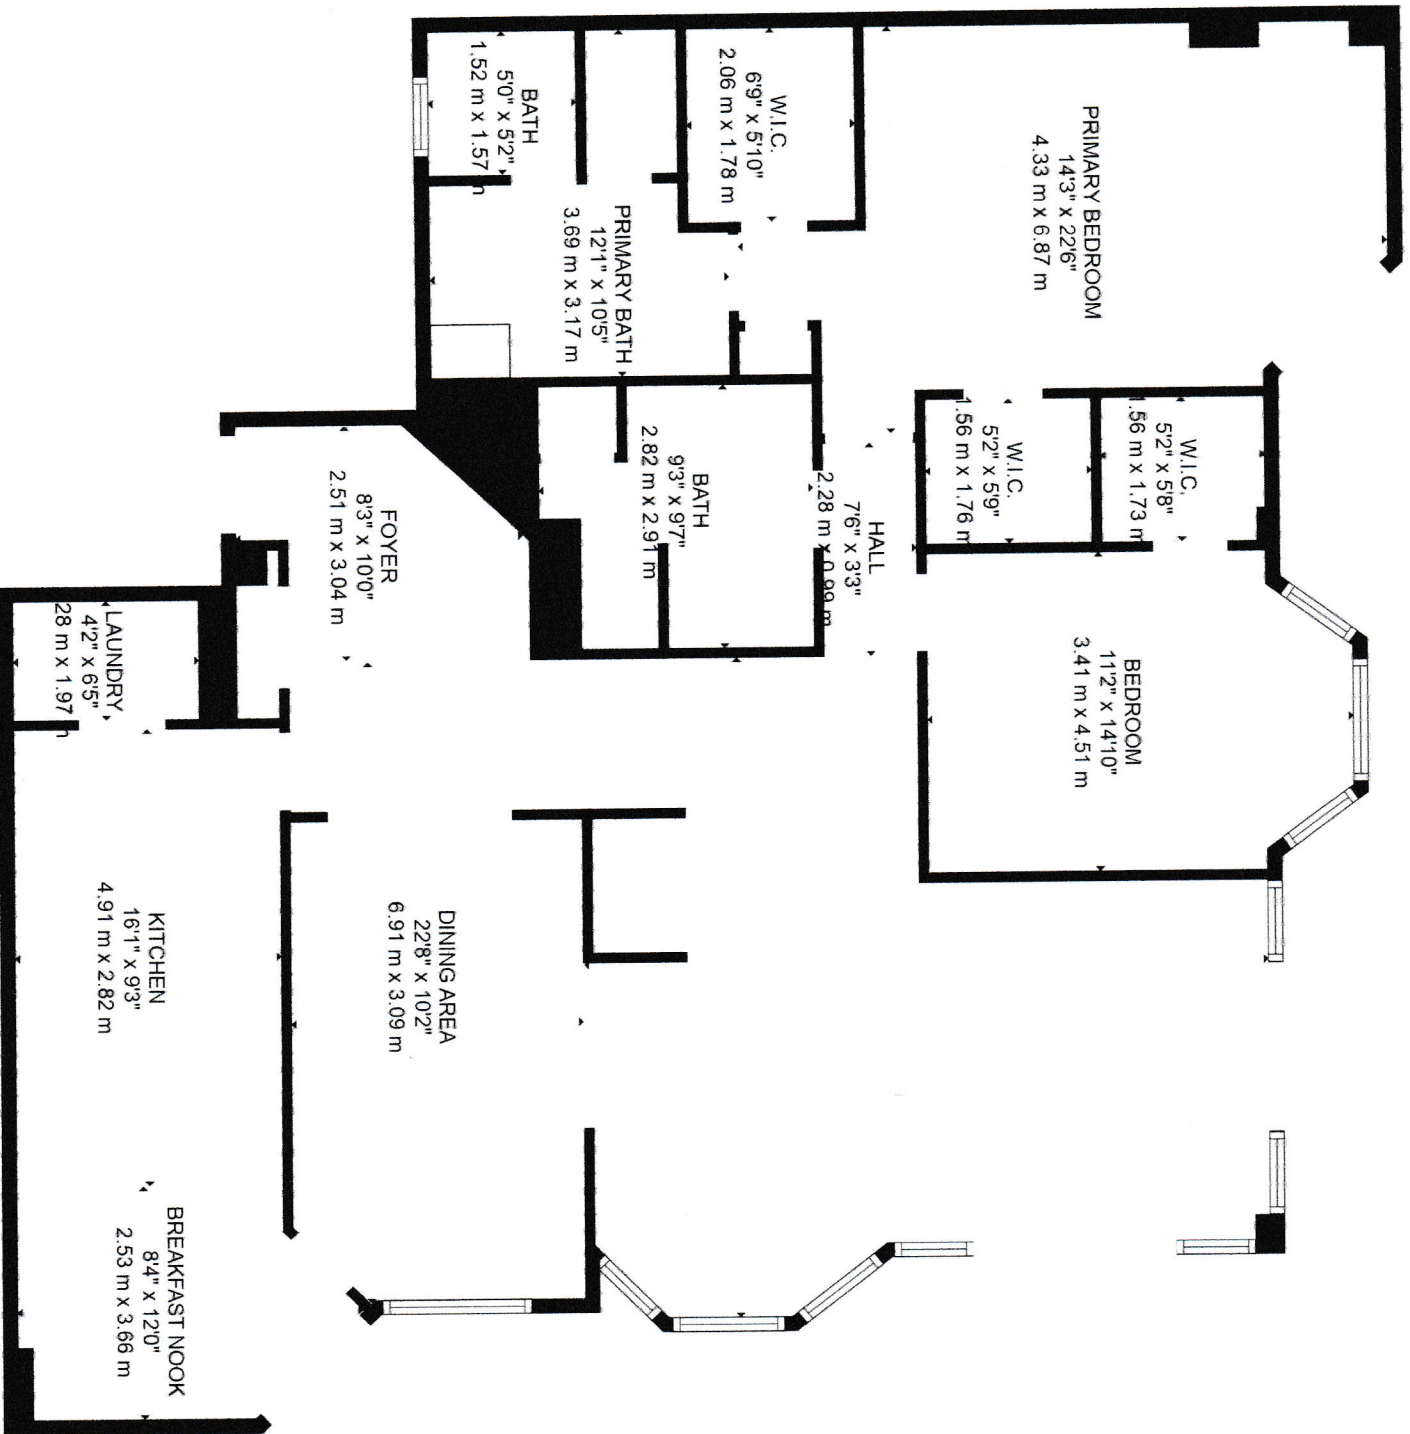 PRIMARY BEDROOM
14'3" x 22'6"
4.33 m x 6.87 m
W.I.C.
6'9" x 5'10"
2.06 m x 1.78 m
BATH
5'0" x 5'2"
1.52 m x 1.57 m
PRIMARY BATH
12'1" x 10'5"
3.69 m x 3.17 m
W.I.C.
5'2" x 5'8"
1.56 m x 1.73 m
W.I.C.
5'2" x 5'9"
1.56 m x 1.76 m
HALL
7'6" x 3'3"
2.28 m x 0.99 m
BATH
9'3" x 9'7"
2.82 m x 2.91 m
FOYER
8'3" x 10'0"
2.51 m x 3.04 m
BEDROOM
11'2" x 14'10"
3.41 m x 4.51 m
LAUNDRY
4'2" x 6'5"
28 m x 1.97 m
DINING AREA
22'8" x 10'2"
6.91 m x 3.09 m
KITCHEN
16'1" x 9'3"
4.91 m x 2.82 m
BREAKFAST NOOK
8'4" x 12'0"
2.53 m x 3.66 m